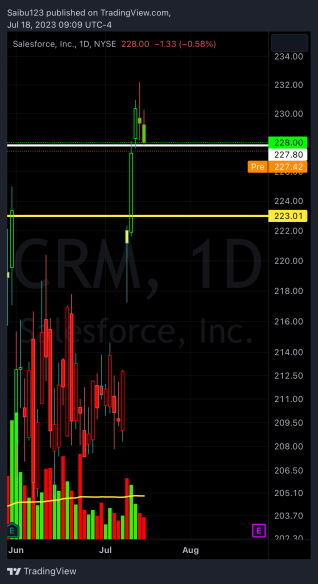 Saibu123 published on TradingView.com,
Jul 18, 2023 09:09 UTC-4
Salesforce, Inc., 1D, NYSE 228.00 −1.33 (−0.58%)
234.00
232.00
230.00
228.00
227.80
Pre 227.42
226.00
224.00
223.01
222.00
220.00
CRM, 1D
218.00
Salesforce, Inc.
216.00
214.00
212.50
211.00
209.50
208.00
206.50
205.10
203.70
202.30
E
E
Jun Jul Aug
TradingView